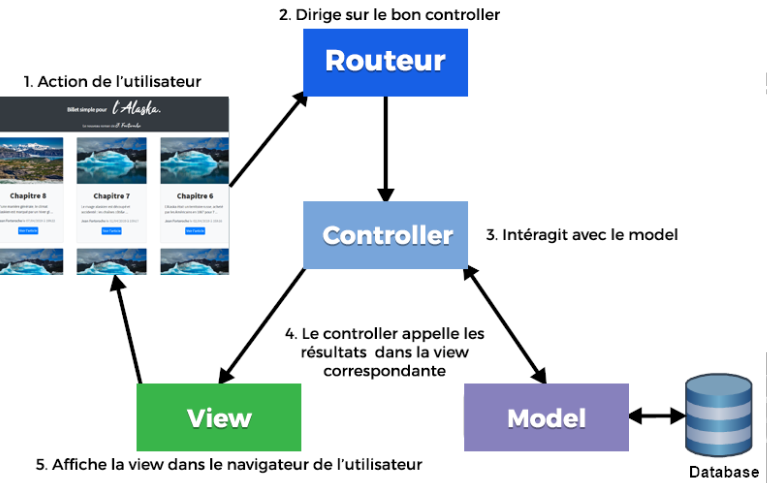 2. Dirige sur le bon controller
Routeur
1. Action de l'utilisateur
Billet simple pour l'Alaska.
Chapitre 8
Chapitre 7
Chapitre 6
Controller
3. Intéragit avec le model
4. Le controller appelle les
résultats dans la view
correspondante
View
Model
5. Affiche la view dans le navigateur de l'utilisateur
Database